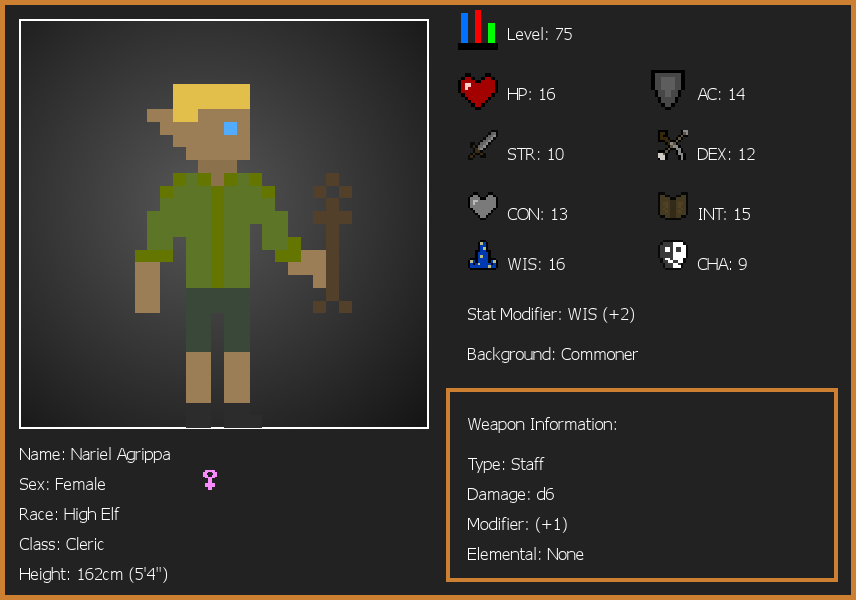 Level: 75
HP: 16
AC: 14
STR: 10
DEX: 12
CON: 13
INT: 15
WIS: 16
CHA: 9
Stat Modifier: WIS (+2)
Background: Commoner
Weapon Information:
Type: Staff
Damage: d6
Modifier: (+1)
Elemental: None
Name: Nariel Agrippa
Sex: Female
Race: High Elf
Class: Cleric
Height: 162cm (5'4")